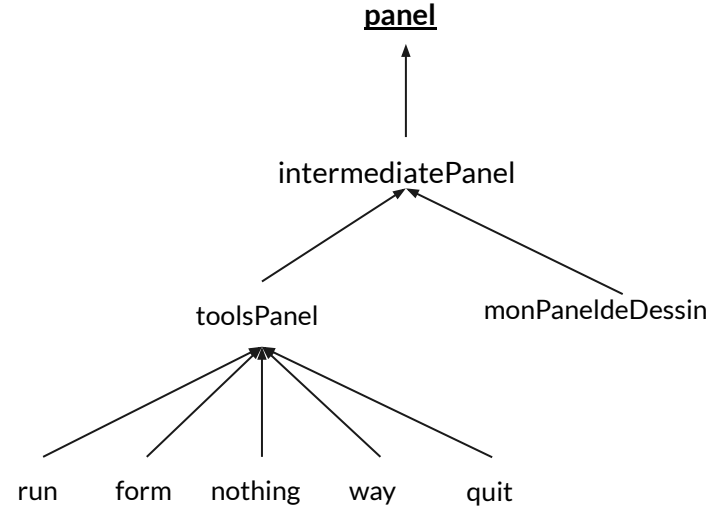 panel
intermediatePanel
toolsPanel
monPaneldeDessin
run
form
nothing
way
quit